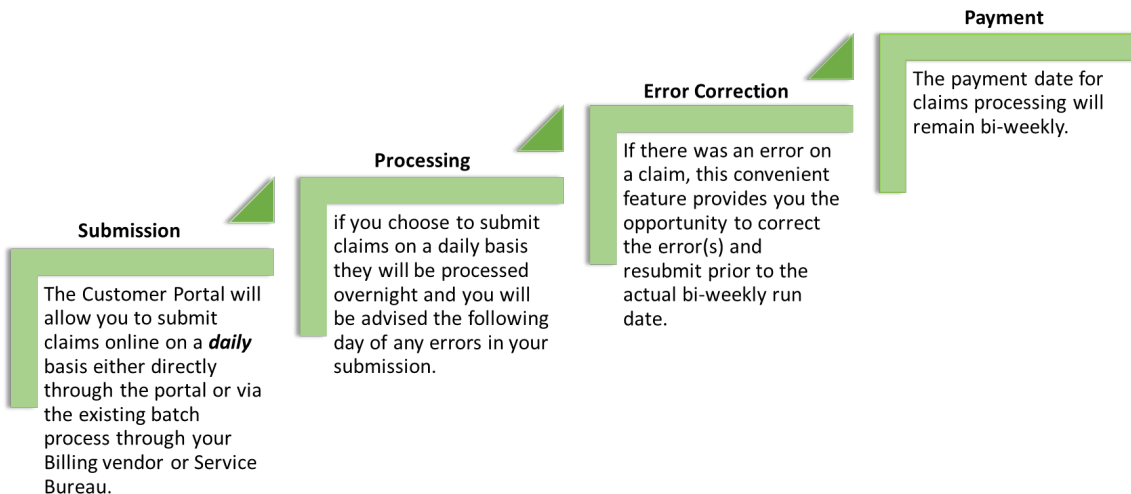 Submission
The Customer Portal will
allow you to submit
claims online on a daily
basis either directly
through the portal or via
the existing batch
process through your
Billing vendor or Service
Bureau.
Processing
if you choose to submit
claims on a daily basis
they will be processed
overnight and you will
be advised the following
day of any errors in your
submission.
Error Correction
If there was an error on
a claim, this convenient
feature provides you the
opportunity to correct
the error(s) and
resubmit prior to the
actual bi-weekly run
date.
Payment
The payment date for
claims processing will
remain bi-weekly.